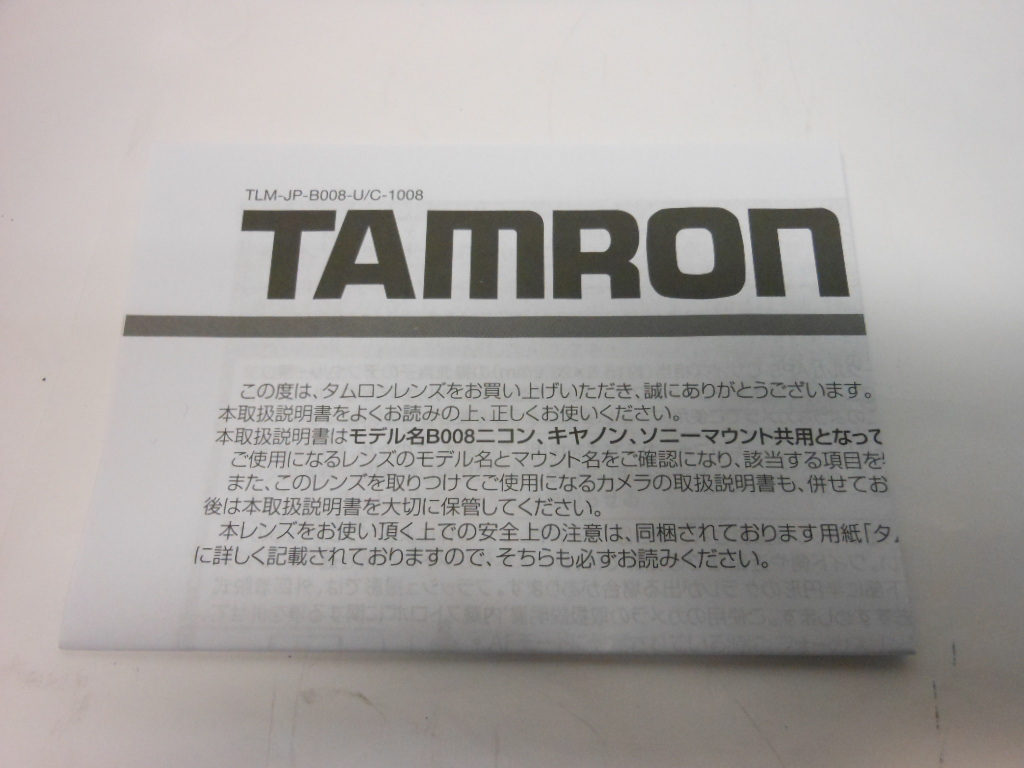 TLM-JP-B008-U/C-1008
TAMRON
この度は、タムロンレンズをお買い上げいただき、誠にありがとうございます。
本取扱説明書をよくお読みの上、正しくお使いください。
本取扱説明書はモデル名B008ニコン、キヤノン、ソニーマウント共用となって
ご使用になるレンズのモデル名とマウント名をご確認になり、該当する項目を
また、このレンズを取りつけてご使用になるカメラの取扱説明書も、併せてお
後は本取扱説明書を大切に保管してください。
本レンズをお使い頂く上での安全上の注意は、同梱されております用紙「タ
に詳しく記載されておりますので、そちらも必ずお読みください。